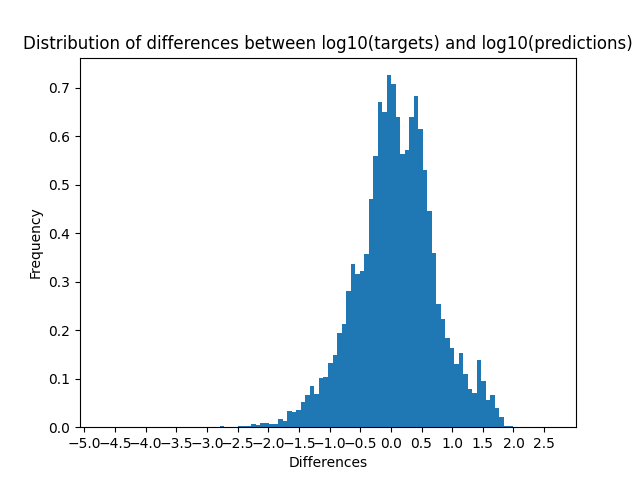 Distribution of differences between log10(targets) and log10(predictions)
0.7
0.6
0.5
0.4
0.3
0.2
0.1
0.0
Frequency
−5.0 −4.5 −4.0 −3.5 −3.0 −2.5 −2.0 −1.5 −1.0 −0.5 0.0 0.5 1.0 1.5 2.0 2.5
Differences